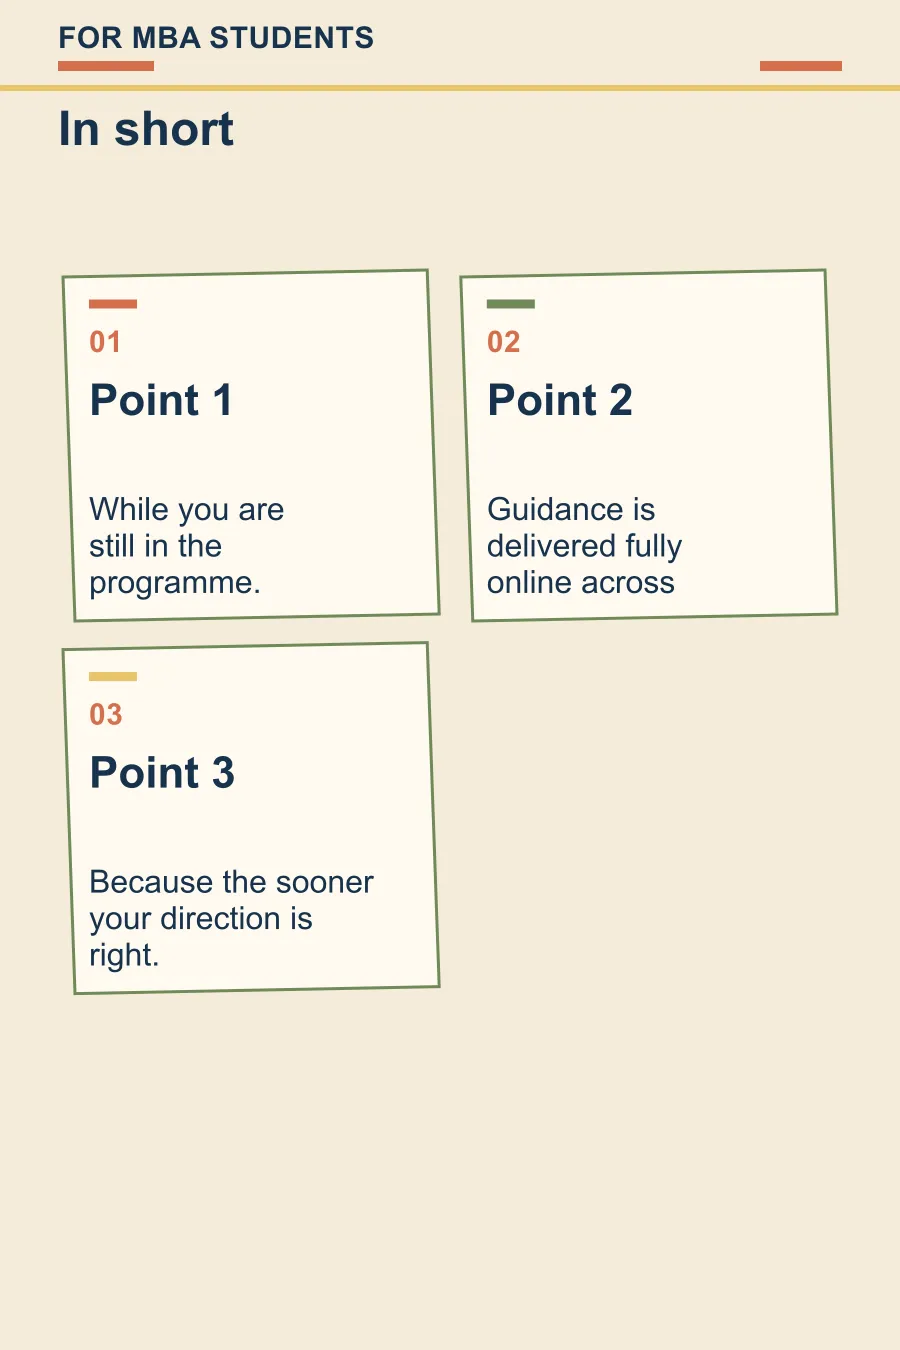 FOR MBA STUDENTS
In short
01
Point 1
While you are
still in the
programme.
02
Point 2
Guidance is
delivered fully
online across
03
Point 3
Because the sooner
your direction is
right.